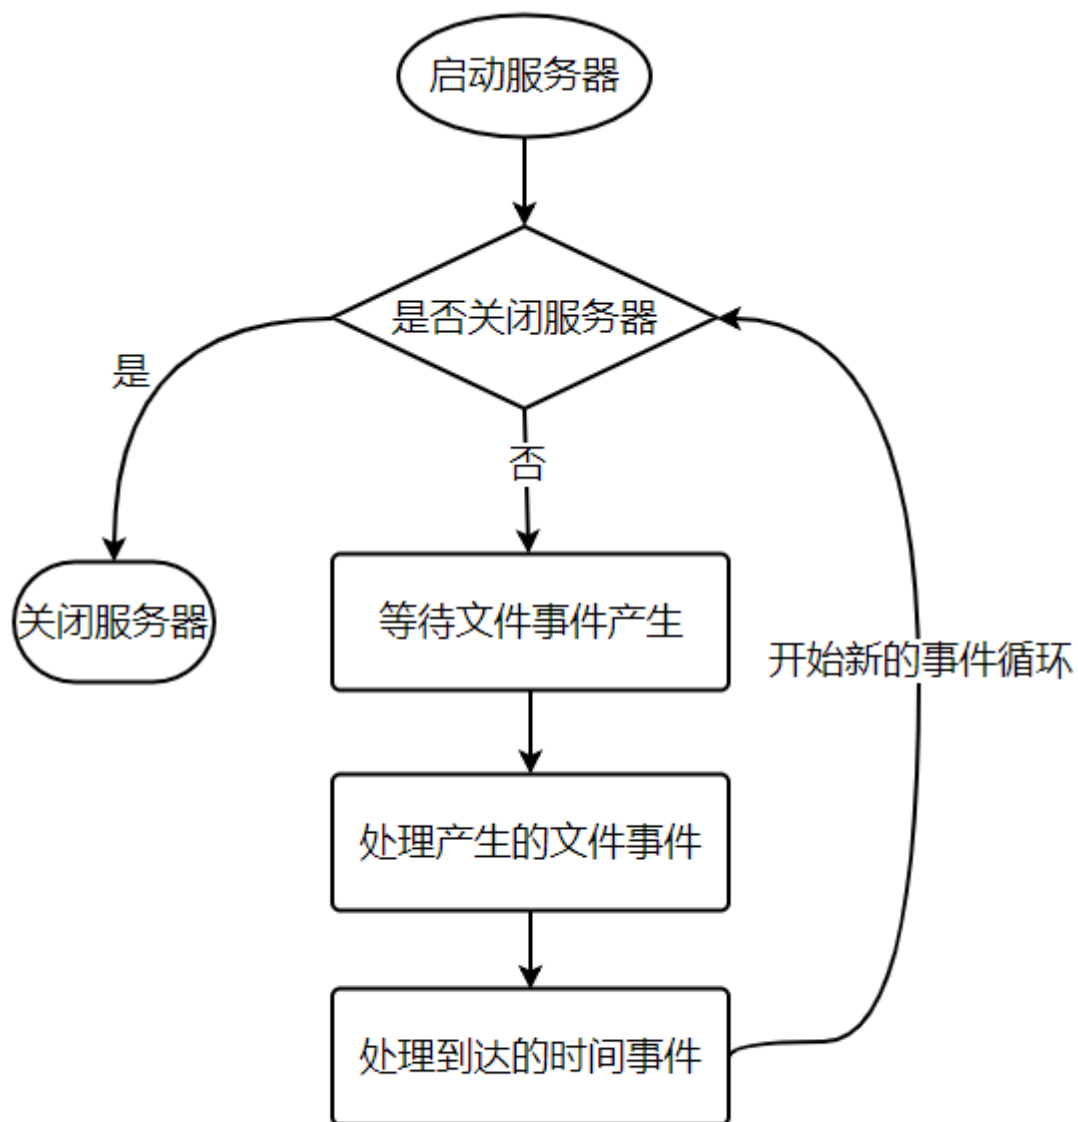 启动服务器
是否关闭服务器
是
否
关闭服务器
等待文件事件产生
开始新的事件循环
处理产生的文件事件
处理到达的时间事件